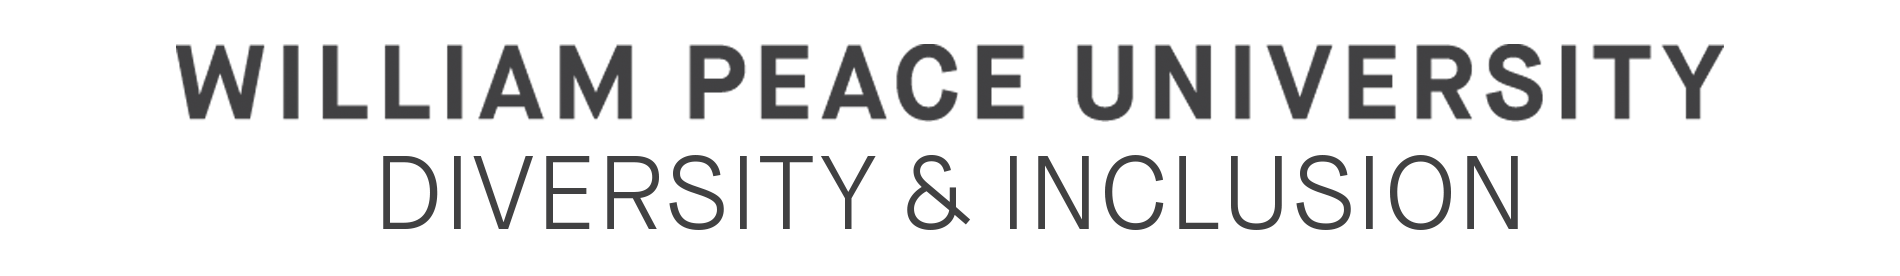 WILLIAM PEACE UNIVERSITY
DIVERSITY & INCLUSION